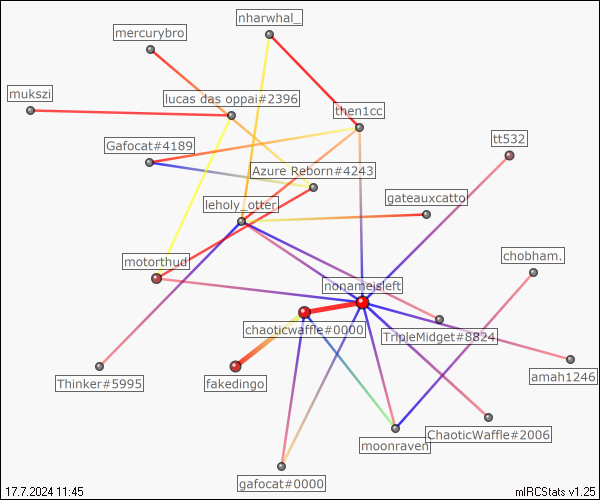 nharwhal_
mercurybro
mukszi
lucas das oppai#2396
then1cc
tt532
Gafocat#4189
Azure Reborn#4243
gateauxcatto
leholy_otter
chobham.
motorthud
nonameisleft
chaoticwaffle#0000
TripleMidget#8824
Thinker#5995
fakedingo
amah1246
ChaoticWaffle#2006
moonraven
gafocat#0000
17.7.2024 11:45
mIRCStats v1.25